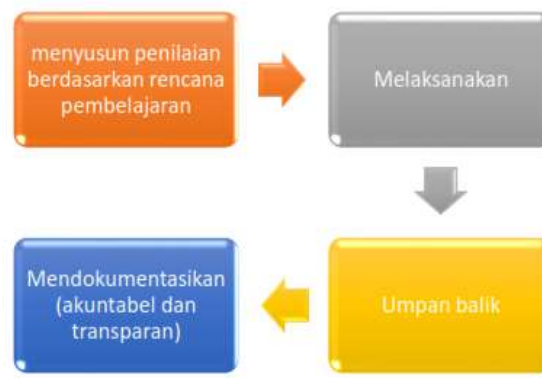 menyusun penilaian
berdasarkan rencana
pembelajaran
Melaksanakan
Umpan balik
Mendokumentasikan
(akuntabel dan
transparan)